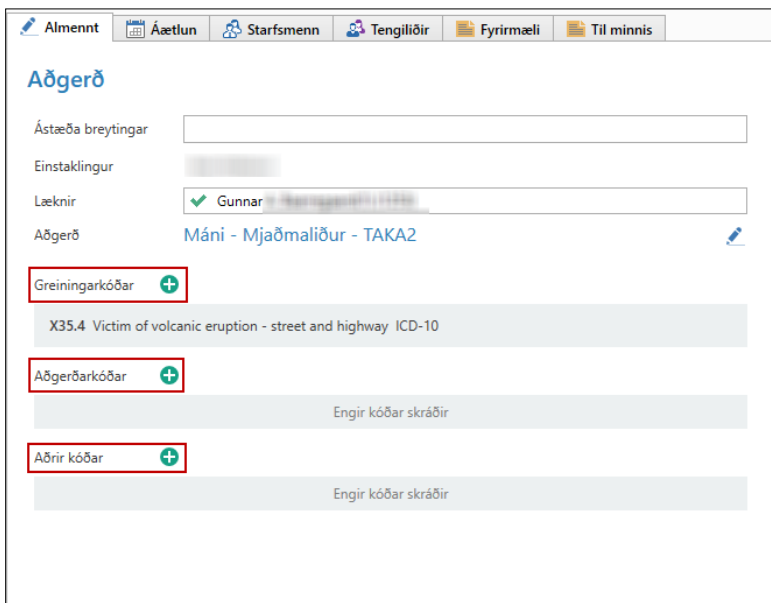 Almennt Áætlun Starfsmenn Tengiliðir Fyrirmæli Til minnis
Aðgerð
Ástæða breytingar
Einstaklingur
Læknir Gunnar
Aðgerð Máni - Mjaðmaliður - TAKA2
Greiningarkóðar
X35.4 Victim of volcanic eruption - street and highway ICD-10
Aðgerðarkóðar
Engir kóðar skráðir
Aðrir kóðar
Engir kóðar skráðir